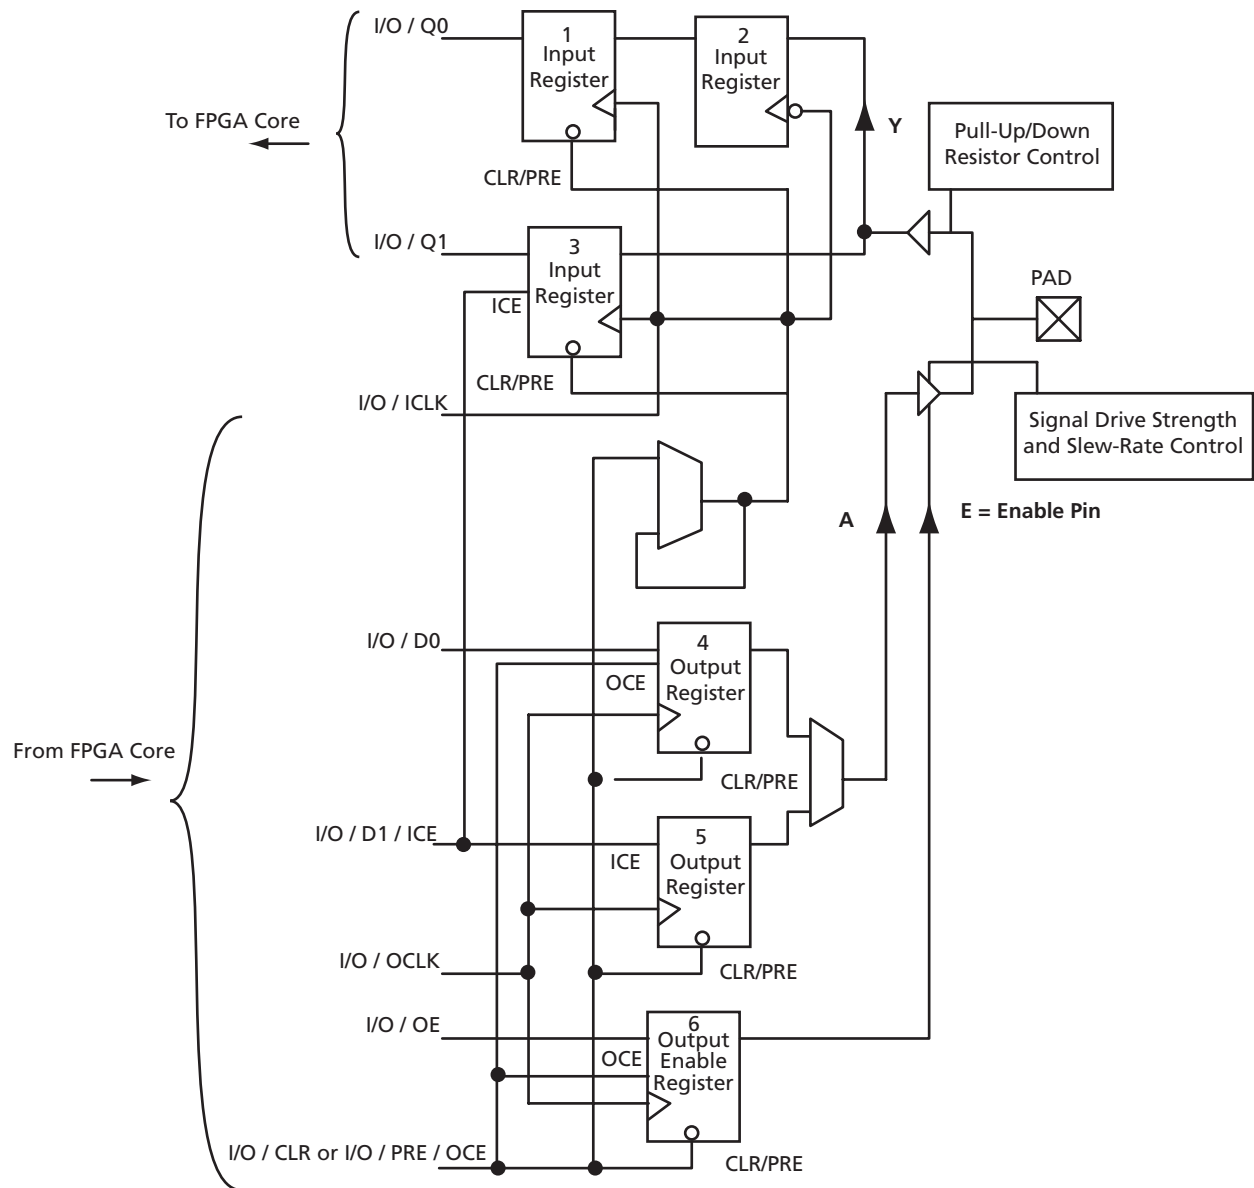 I/O / Q0
1
Input
Register
2
Input
Register
To FPGA Core
Y
Pull-Up/Down
Resistor Control
CLR/PRE
I/O / Q1
3
Input
Register
ICE
PAD
CLR/PRE
I/O / ICLK
Signal Drive Strength
and Slew-Rate Control
A
E = Enable Pin
I/O / D0
4
Output
Register
OCE
From FPGA Core
CLR/PRE
I/O / D1 / ICE
5
Output
Register
ICE
I/O / OCLK
CLR/PRE
I/O / OE
6
Output
Enable
Register
OCE
I/O / CLR or I/O / PRE / OCE
CLR/PRE